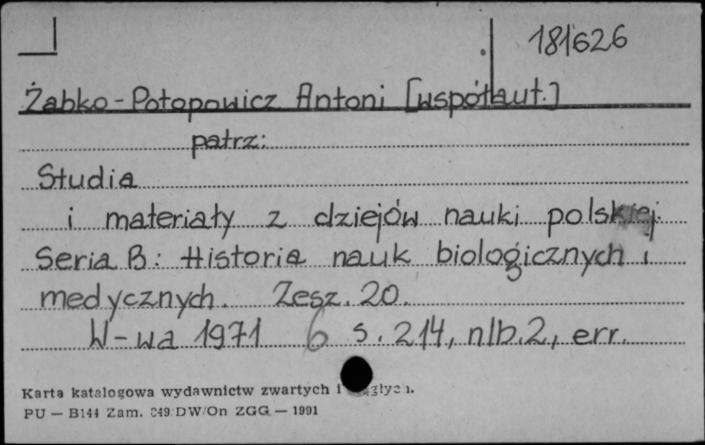 181626
Żabko-Potopowicz Antoni [współaut.]
patrz:
Studia
i materiały z dziejów nauki polskiej.
Seria B: Historia nauk biologicznych i
medycznych. Zesz. 20.
W-wa 1971 6 s. 214, nlb. 2, err.
Karta katalogowa wydawnictw zwartych i
PU — B144 Zam. 249 DW/On ZGG — 1991